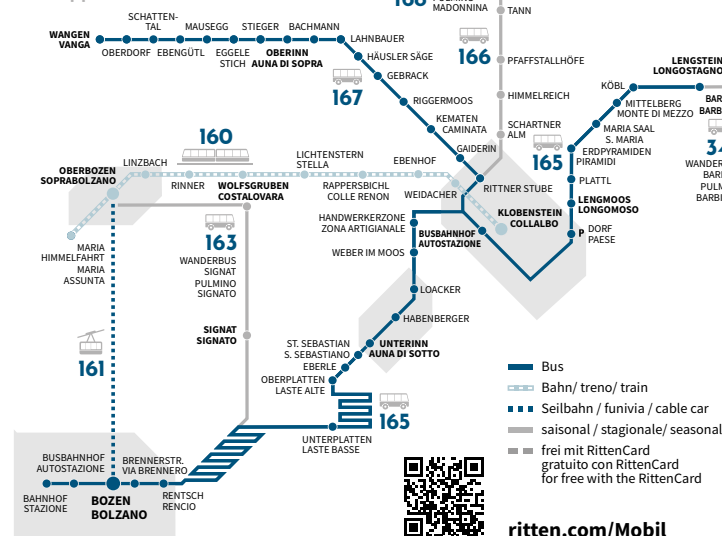 168
MADONNINA
TANN
SCHATTEN-
TAL
MAUSEGG
STIEGER
BACHMANN
WANGEN
VANGA
LAHNBAUER
OBERDORF
EBENGÜTL
EGGELE
STICH
OBERINN
AUNA DI SOPRA
HÄUSLER SÄGE
166
PFAFFSTALLHÖFE
LENGSTEIN
LONGOSTAGNO
GEBRACK
167
KÖBL
HIMMELREICH
RIGGERMOOS
MITTELBERG
MONTE DI MEZZO
KEMATEN
CAMINATA
SCHARTNER
ALM
MARIA SAAL
S. MARIA
160
GAIDERIN
165
ERDPYRAMIDEN
PIRAMIDI
OBERBOZEN
SOPRABOLZANO
LINZBACH
LICHTENSTERN
STELLA
EBENHOF
RINNER
WOLFSGRUBEN
COSTALOVARA
RAPPERSBICHL
COLLE RENON
WEIDACHER
RITTNER STUBE
PLATTL
LENGMOOS
LONGOMOSO
KLOBENSTEIN
COLLALBO
HANDWERKERZONE
ZONA ARTIGIANALE
BUSBAHNHOF
AUTOSTAZIONE
P
DORF
PAESE
163
MARIA
HIMMELFAHRT
MARIA
ASSUNTA
WEBER IM MOOS
WANDERBUS
SIGNAT
PULMINO
SIGNATO
LOACKER
HABENBERGER
SIGNAT
SIGNATO
ST. SEBASTIAN
S. SEBASTIANO
UNTERINN
AUNA DI SOTTO
161
EBERLE
OBERPLATTEN
LASTE ALTE
165
UNTERPLATTEN
LASTE BASSE
BUSBAHNHOF
AUTOSTAZIONE
BRENNERSTR.
VIA BRENNERO
BAHNHOF
STAZIONE
BOZEN
BOLZANO
RENTSCH
RENCIO
Bus
Bahn/ treno/ train
Seilbahn / funivia / cable car
saisonal / stagionale/ seasonal
frei mit RittenCard
gratuito con RittenCard
for free with the RittenCard
ritten.com/Mobil